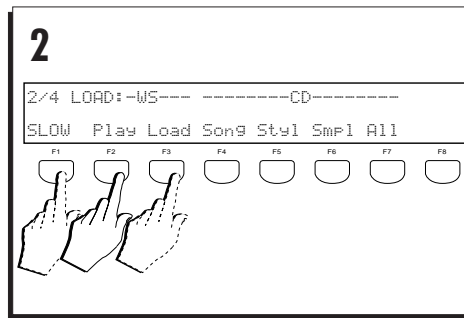 2
2/4 LOAD:-WS--- --------CD--------
SLOW Play Load Song Styl Smpl All
F1 F2 F3 F4 F5 F6 F7 F8